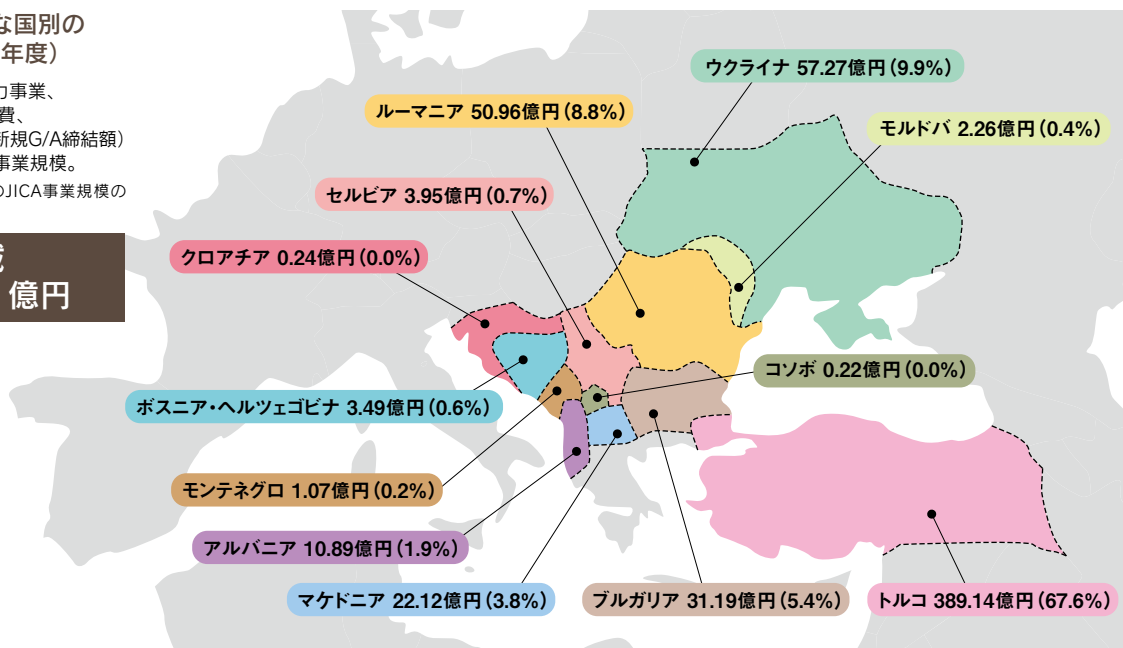 な国別の
年度）
力事業、
費、
新規G/A締結額）
事業規模。
のJICA事業規模の
億円
ウクライナ 57.27億円（9.9%）
ルーマニア 50.96億円（8.8%）
モルドバ 2.26億円（0.4%）
セルビア 3.95億円（0.7%）
クロアチア 0.24億円（0.0%）
コソボ 0.22億円（0.0%）
ボスニア・ヘルツェゴビナ 3.49億円（0.6%）
モンテネグロ 1.07億円（0.2%）
アルバニア 10.89億円（1.9%）
マケドニア 22.12億円（3.8%）
ブルガリア 31.19億円（5.4%）
トルコ 389.14億円（67.6%）